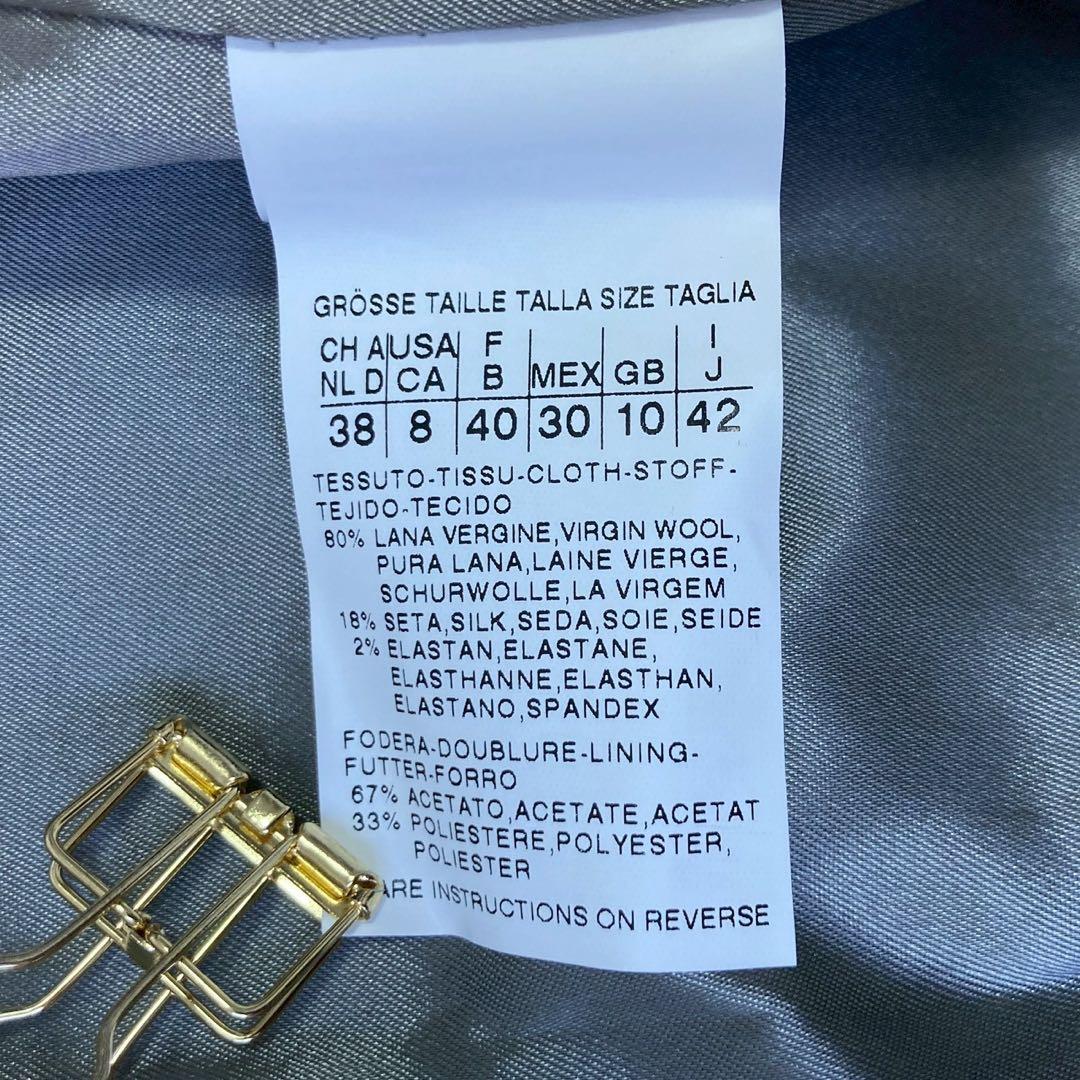 GRÖSSE TAILLE TALLA SIZE TAGLIA
CH A USA F I
NL D CA B MEX GB J
38 8 40 30 10 42
TESSUTO-TISSU-CLOTH-STOFF-
TEJIDO-TECIDO
80% LANA VERGINE,VIRGIN WOOL,
PURA LANA,LAINE VIERGE,
SCHURWOLLE,LA VIRGEM
18% SETA,SILK,SEDA,SOIE,SEIDE
2% ELASTAN,ELASTANE,
ELASTHANNE,ELASTHAN,
ELASTANO,SPANDEX
FODERA-DOUBLURE-LINING-
FUTTER-FORRO
67% ACETATO,ACETATE,ACETAT
33% POLIESTERE,POLYESTER,
POLIESTER
ARE INSTRUCTIONS ON REVERSE